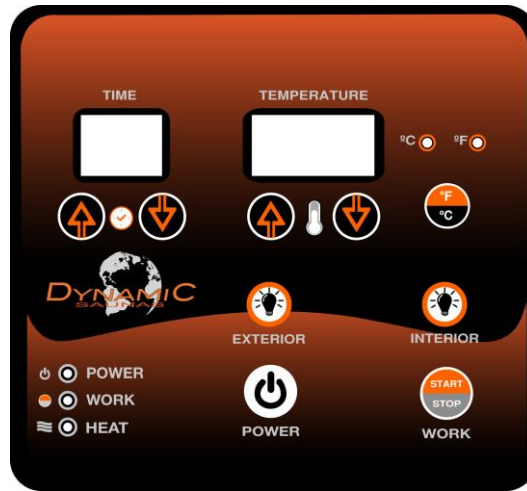 TIME
TEMPERATURE
ºC
ºF
°F
°C
DYNAMIC
SAUNAS
EXTERIOR
INTERIOR
POWER
WORK
HEAT
POWER
START
STOP
WORK